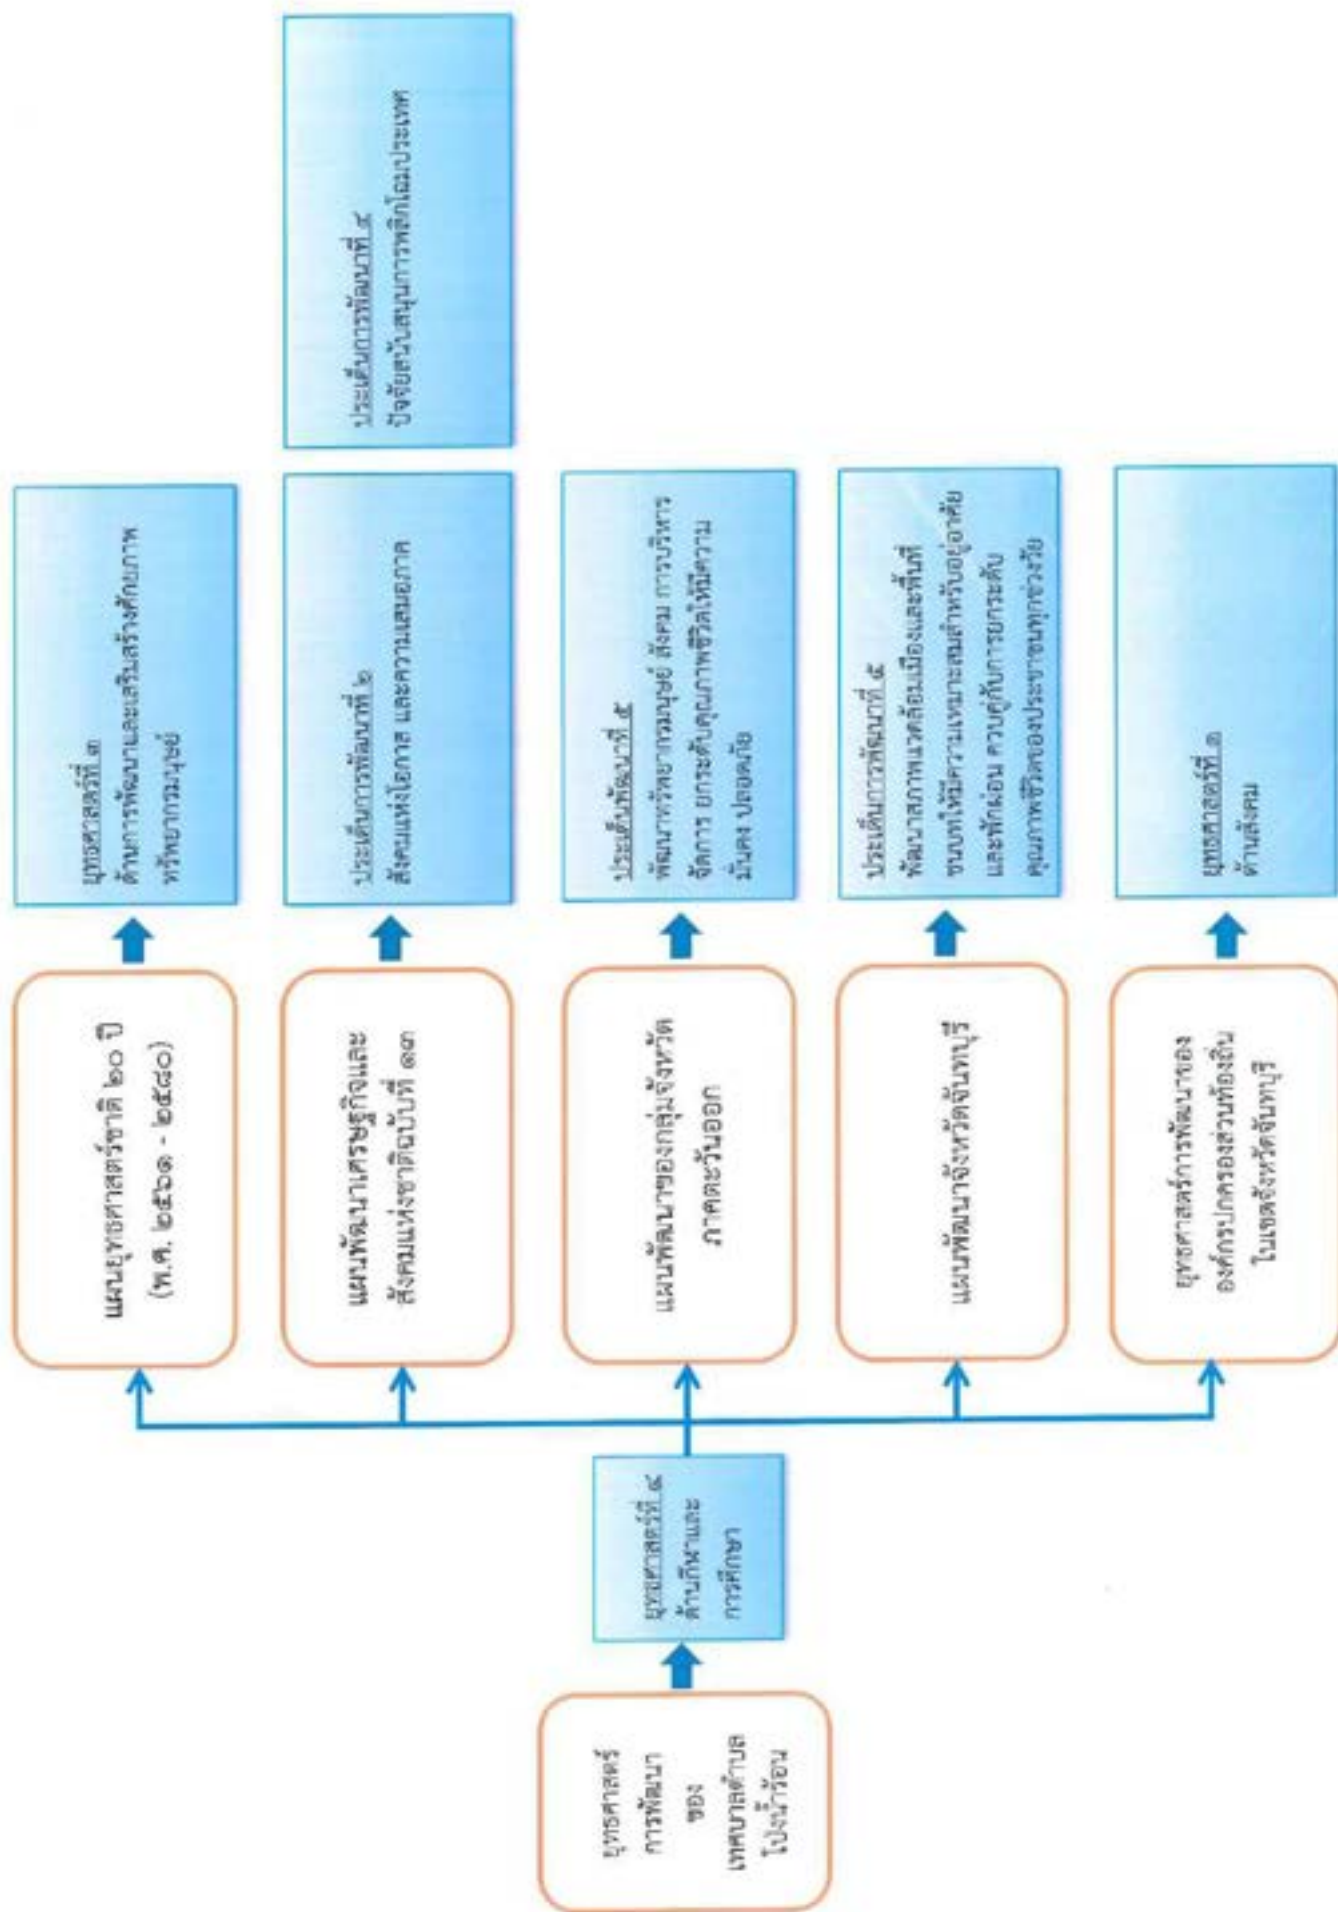 ยุทธศาสตร์
การพัฒนา
ของ
เทศบาลตำบล
โป่งน้ำร้อน
ยุทธศาสตร์ที่ ๔
ด้านกีฬาและ
การศึกษา
แผนยุทธศาสตร์ชาติ ๒๐ ปี
(พ.ศ. ๒๕๖๑ - ๒๕๘๐)
ยุทธศาสตร์ที่ ๓
ด้านการพัฒนาและเสริมสร้างศักยภาพ
ทรัพยากรมนุษย์
แผนพัฒนาเศรษฐกิจและ
สังคมแห่งชาติฉบับที่ ๑๓
ประเด็นการพัฒนาที่ ๒
สังคมแห่งโอกาส และความเสมอภาค
ประเด็นการพัฒนาที่ ๔
ปัจจัยสนับสนุนการพลิกโฉมประเทศ
แผนพัฒนาของกลุ่มจังหวัด
ภาคตะวันออก
ประเด็นพัฒนาที่ ๕
พัฒนาทรัพยากรมนุษย์ สังคม การบริหาร
จัดการ ยกระดับคุณภาพชีวิตให้มีความ
มั่นคง ปลอดภัย
แผนพัฒนาจังหวัดจันทบุรี
ประเด็นการพัฒนาที่ ๕
พัฒนาสภาพแวดล้อมเมืองและพื้นที่
ชนบทให้มีความเหมาะสมสำหรับอยู่อาศัย
และพักผ่อน ควบคู่กับการยกระดับ
คุณภาพชีวิตของประชาชนทุกช่วงวัย
ยุทธศาสตร์การพัฒนาของ
องค์กรปกครองส่วนท้องถิ่น
ในเขตจังหวัดจันทบุรี
ยุทธศาสตร์ที่ ๑
ด้านสังคม